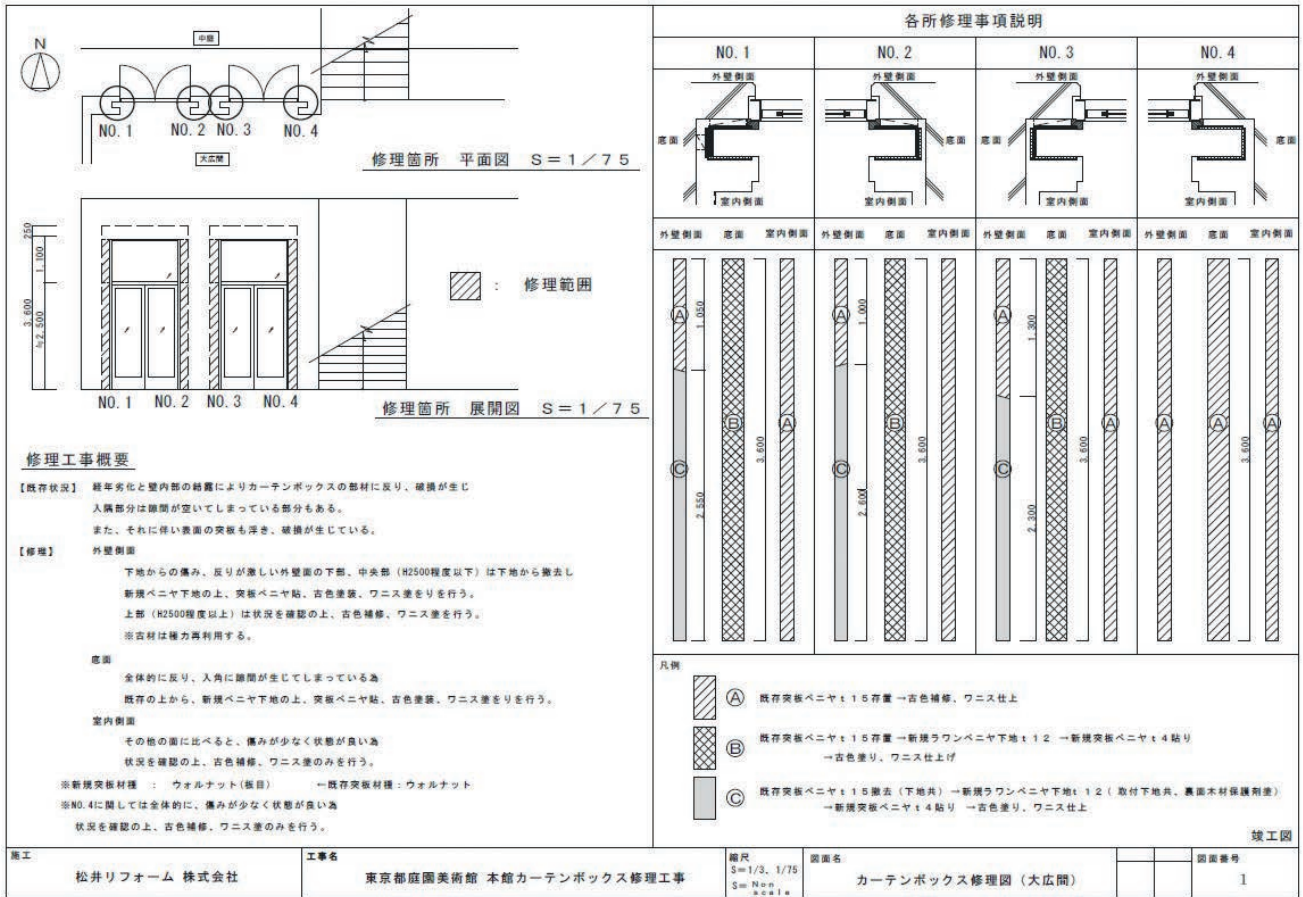 N
中庭
NO.1
NO.2
NO.3
NO.4
大広間
修理箇所 平面図 S=1/75
250
1,100
3,600
≒2,500
NO.1
NO.2
NO.3
NO.4
: 修理範囲
修理箇所 展開図 S=1/75
修理工事概要
【既存状況】 経年劣化と壁内部の結露によりカーテンボックスの部材に反り、破損が生じ
入隅部分は隙間が空いてしまっている部分もある。
また、それに伴い表面の突板も浮き、破損が生じている。
【修理】 外壁側面
下地からの傷み、反りが激しい外壁面の下部、中央部(H2500程度以下)は下地から撤去し
新規ベニヤ下地の上、突板ベニヤ貼、古色塗装、ワニス塗をりを行う。
上部(H2500程度以上)は状況を確認の上、古色補修、ワニス塗を行う。
※古材は極力再利用する。
底面
全体的に反り、入角に隙間が生じてしまっている為
既存の上から、新規ベニヤ下地の上、突板ベニヤ貼、古色塗装、ワニス塗をりを行う。
室内側面
その他の面に比べると、傷みが少なく状態が良い為
状況を確認の上、古色補修、ワニス塗のみを行う。
※新規突板材種 : ウォルナット(板目) ←既存突板材種:ウォルナット
※NO.4に関しては全体的に、傷みが少なく状態が良い為
状況を確認の上、古色補修、ワニス塗のみを行う。
各所修理事項説明
NO.1 NO.2 NO.3 NO.4
外壁側面 外壁側面 外壁側面 外壁側面
底面 底面 底面 底面
室内側面 室内側面 室内側面 室内側面
外壁側面 底面 室内側面 外壁側面 底面 室内側面 外壁側面 底面 室内側面 外壁側面 底面 室内側面
Ⓐ 1,050 Ⓒ 2,550 Ⓑ 3,600 Ⓐ
Ⓐ 1,000 Ⓒ 2,600 Ⓑ 3,600 Ⓐ
Ⓐ 1,300 Ⓒ 2,300 Ⓑ 3,600 Ⓐ
Ⓐ Ⓐ 3,600 Ⓐ
凡例
Ⓐ 既存突板ベニヤt15存置→古色補修、ワニス仕上
Ⓑ 既存突板ベニヤt15存置→新規ラワンベニヤ下地t12 →新規突板ベニヤt4貼り
→古色塗り、ワニス仕上げ
Ⓒ 既存突板ベニヤt15撤去(下地共)→新規ラワンベニヤ下地t12(取付下地共、裏面木材保護剤塗)
→新規突板ベニヤt4貼り →古色塗り、ワニス仕上
竣工図
施工
松井リフォーム 株式会社
工事名
東京都庭園美術館 本館カーテンボックス修理工事
縮尺
S=1/3, 1/75
S= Non scale
図面名
カーテンボックス修理図(大広間)
図面番号
1